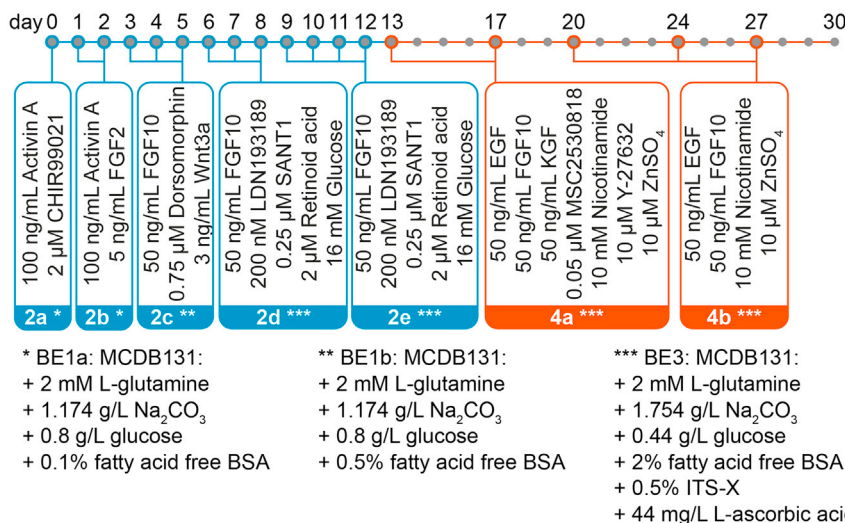 day 0 1 2 3 4 5 6 7 8 9 10 11 12 13 17 20 24 27 30
100 ng/mL Activin A
2 µM CHIR99021
100 ng/mL Activin A
5 ng/mL FGF2
50 ng/mL FGF10
0.75 µM Dorsomorphin
3 ng/mL Wnt3a
50 ng/mL FGF10
200 nM LDN193189
0.25 µM SANT1
2 µM Retinoid acid
16 mM Glucose
50 ng/mL FGF10
200 nM LDN193189
0.25 µM SANT1
2 µM Retinoid acid
16 mM Glucose
50 ng/mL EGF
50 ng/mL FGF10
50 ng/mL KGF
0.05 µM MSC2530818
10 mM Nicotinamide
10 µM Y-27632
10 µM ZnSO4
50 ng/mL EGF
50 ng/mL FGF10
10 mM Nicotinamide
10 µM ZnSO4
2a * 2b * 2c ** 2d *** 2e *** 4a *** 4b ***
* BE1a: MCDB131:
+ 2 mM L-glutamine
+ 1.174 g/L Na2CO3
+ 0.8 g/L glucose
+ 0.1% fatty acid free BSA
** BE1b: MCDB131:
+ 2 mM L-glutamine
+ 1.174 g/L Na2CO3
+ 0.8 g/L glucose
+ 0.5% fatty acid free BSA
*** BE3: MCDB131:
+ 2 mM L-glutamine
+ 1.754 g/L Na2CO3
+ 0.44 g/L glucose
+ 2% fatty acid free BSA
+ 0.5% ITS-X
+ 44 mg/L L-ascorbic acid